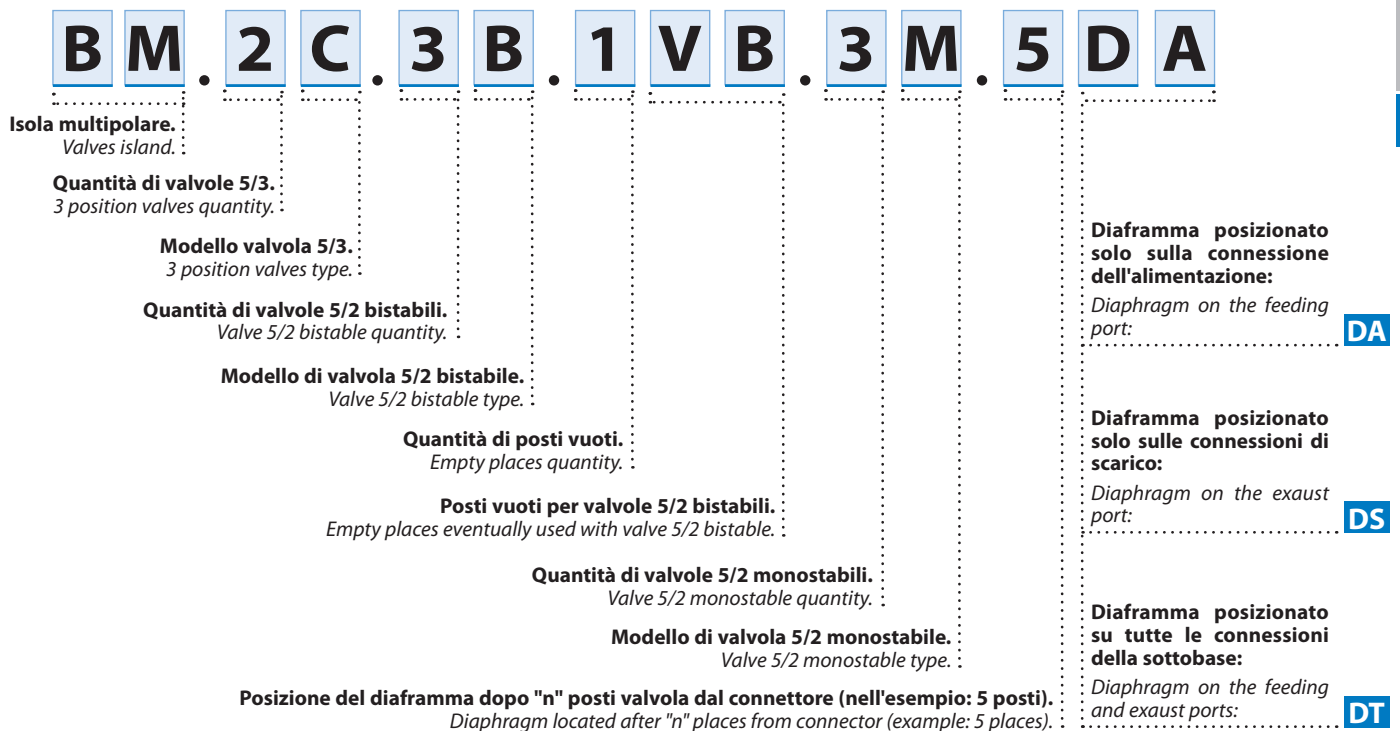 BM.2C.3B.1VB.3M.5DA
Isola multipolare.
Valves island.
Quantità di valvole 5/3.
3 position valves quantity.
Modello valvola 5/3.
3 position valves type.
Quantità di valvole 5/2 bistabili.
Valve 5/2 bistable quantity.
Modello di valvola 5/2 bistabile.
Valve 5/2 bistable type.
Quantità di posti vuoti.
Empty places quantity.
Posti vuoti per valvole 5/2 bistabili.
Empty places eventually used with valve 5/2 bistable.
Quantità di valvole 5/2 monostabili.
Valve 5/2 monostable quantity.
Modello di valvola 5/2 monostabile.
Valve 5/2 monostable type.
Posizione del diaframma dopo "n" posti valvola dal connettore (nell'esempio: 5 posti).
Diaphragm located after "n" places from connector (example: 5 places).
Diaframma posizionato
solo sulla connessione
dell'alimentazione:
Diaphragm on the feeding
port:
DA
Diaframma posizionato
solo sulle connessioni di
scarico:
Diaphragm on the exaust
port:
DS
Diaframma posizionato
su tutte le connessioni
della sottobase:
Diaphragm on the feeding
and exaust ports:
DT